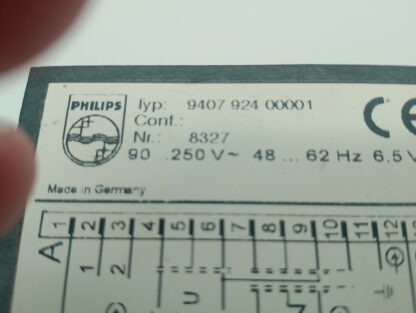 PHILIPS
Typ: 9407 924 00001
Conf.:
Nr.: 8327
90 ... 250 V~ 48 ... 62 Hz 6,5 V
CE
Made in Germany
A 1 2 3 4 5 6 7 8 9 10 11 12
1 2
U